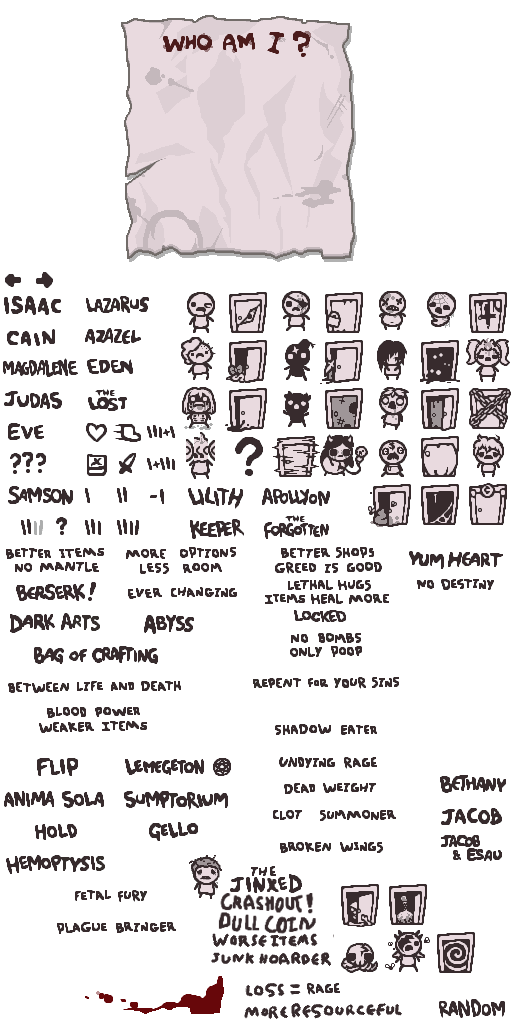 WHO AM I?
ISAAC LAZARUS
CAIN AZAZEL
MAGDALENE EDEN
JUDAS THE LOST
EVE
???
?
SAMSON LILITH APOLLYON
? KEEPER THE FORGOTTEN
BETTER ITEMS
NO MANTLE
MORE OPTIONS
LESS ROOM
BETTER SHOPS
GREED IS GOOD
YUM HEART
BERSERK!
EVER CHANGING
LETHAL HUGS
ITEMS HEAL MORE
NO DESTINY
LOCKED
DARK ARTS ABYSS
NO BOMBS
ONLY POOP
BAG OF CRAFTING
BETWEEN LIFE AND DEATH
REPENT FOR YOUR SINS
BLOOD POWER
WEAKER ITEMS
SHADOW EATER
FLIP LEMEGETON
UNDYING RAGE
DEAD WEIGHT
BETHANY
ANIMA SOLA SUMPTORIUM
CLOT SUMMONER
JACOB
HOLD GELLO
BROKEN WINGS
JACOB
& ESAU
HEMOPTYSIS
FETAL FURY
PLAGUE BRINGER
THE
JINXED
CRASHOUT!
DULL COIN
WORSE ITEMS
JUNK HOARDER
LOSS = RAGE
MORE RESOURCEFUL
RANDOM